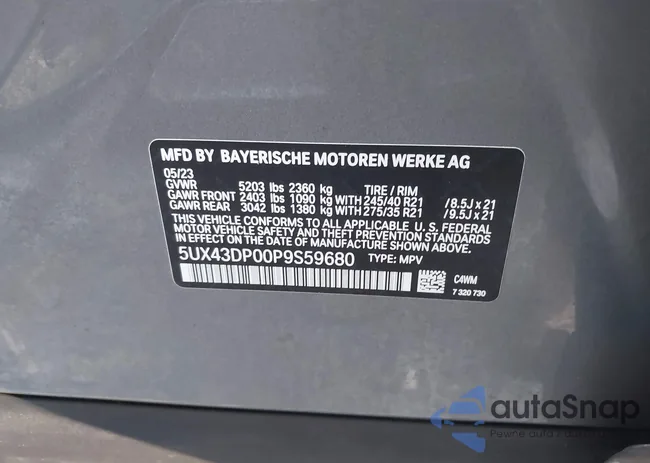 MFD BY BAYERISCHE MOTOREN WERKE AG
05/23
GVWR 5203 lbs 2360 kg TIRE / RIM
GAWR FRONT 2403 lbs 1090 kg WITH 245/40 R21 /8.5J x 21
GAWR REAR 3042 lbs 1380 kg WITH 275/35 R21 /9.5J x 21
THIS VEHICLE CONFORMS TO ALL APPLICABLE U.S. FEDERAL
MOTOR VEHICLE SAFETY AND THEFT PREVENTION STANDARDS
IN EFFECT ON THE DATE OF MANUFACTURE SHOWN ABOVE.
5UX43DP00P9S59680 TYPE: MPV
C4WM
7 320 730
autaSnap
Pewne auto z